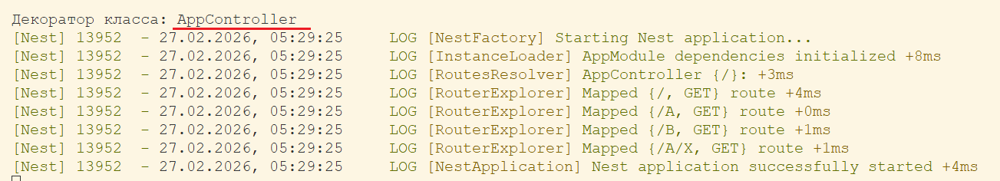 Декоратор класса: AppController
[Nest] 13952  - 27.02.2026, 05:29:25     LOG [NestFactory] Starting Nest application...
[Nest] 13952  - 27.02.2026, 05:29:25     LOG [InstanceLoader] AppModule dependencies initialized +8ms
[Nest] 13952  - 27.02.2026, 05:29:25     LOG [RoutesResolver] AppController {/}: +3ms
[Nest] 13952  - 27.02.2026, 05:29:25     LOG [RouterExplorer] Mapped {/, GET} route +4ms
[Nest] 13952  - 27.02.2026, 05:29:25     LOG [RouterExplorer] Mapped {/A, GET} route +0ms
[Nest] 13952  - 27.02.2026, 05:29:25     LOG [RouterExplorer] Mapped {/B, GET} route +1ms
[Nest] 13952  - 27.02.2026, 05:29:25     LOG [RouterExplorer] Mapped {/A/X, GET} route +1ms
[Nest] 13952  - 27.02.2026, 05:29:25     LOG [NestApplication] Nest application successfully started +4ms